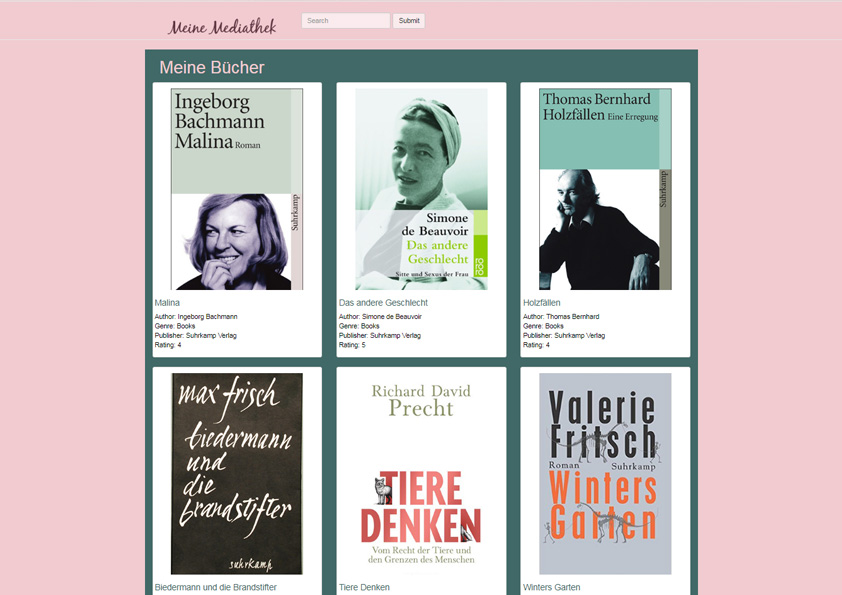 Meine Mediathek
Search
Submit
Meine Bücher
Ingeborg
Bachmann
Malina Roman
Suhrkamp
Malina
Author: Ingeborg Bachmann
Genre: Books
Publisher: Suhrkamp Verlag
Rating: 4
Simone
de Beauvoir
Das andere
Geschlecht
Sitte und Sexus der Frau
rororo
Das andere Geschlecht
Author: Simone de Beauvoir
Genre: Books
Publisher: Suhrkamp Verlag
Rating: 5
Thomas Bernhard
Holzfällen Eine Erregung
Suhrkamp
Holzfällen
Author: Thomas Bernhard
Genre: Books
Publisher: Suhrkamp Verlag
Rating: 4
max frisch
biedermann
und
die
brandstifter
suhrkamp
Biedermann und die Brandstifter
Richard David
Precht
TIERE
DENKEN
Vom Recht der Tiere und
den Grenzen des Menschen
Tiere Denken
Valerie
Fritsch
Roman Suhrkamp
Winters
Garten
Winters Garten